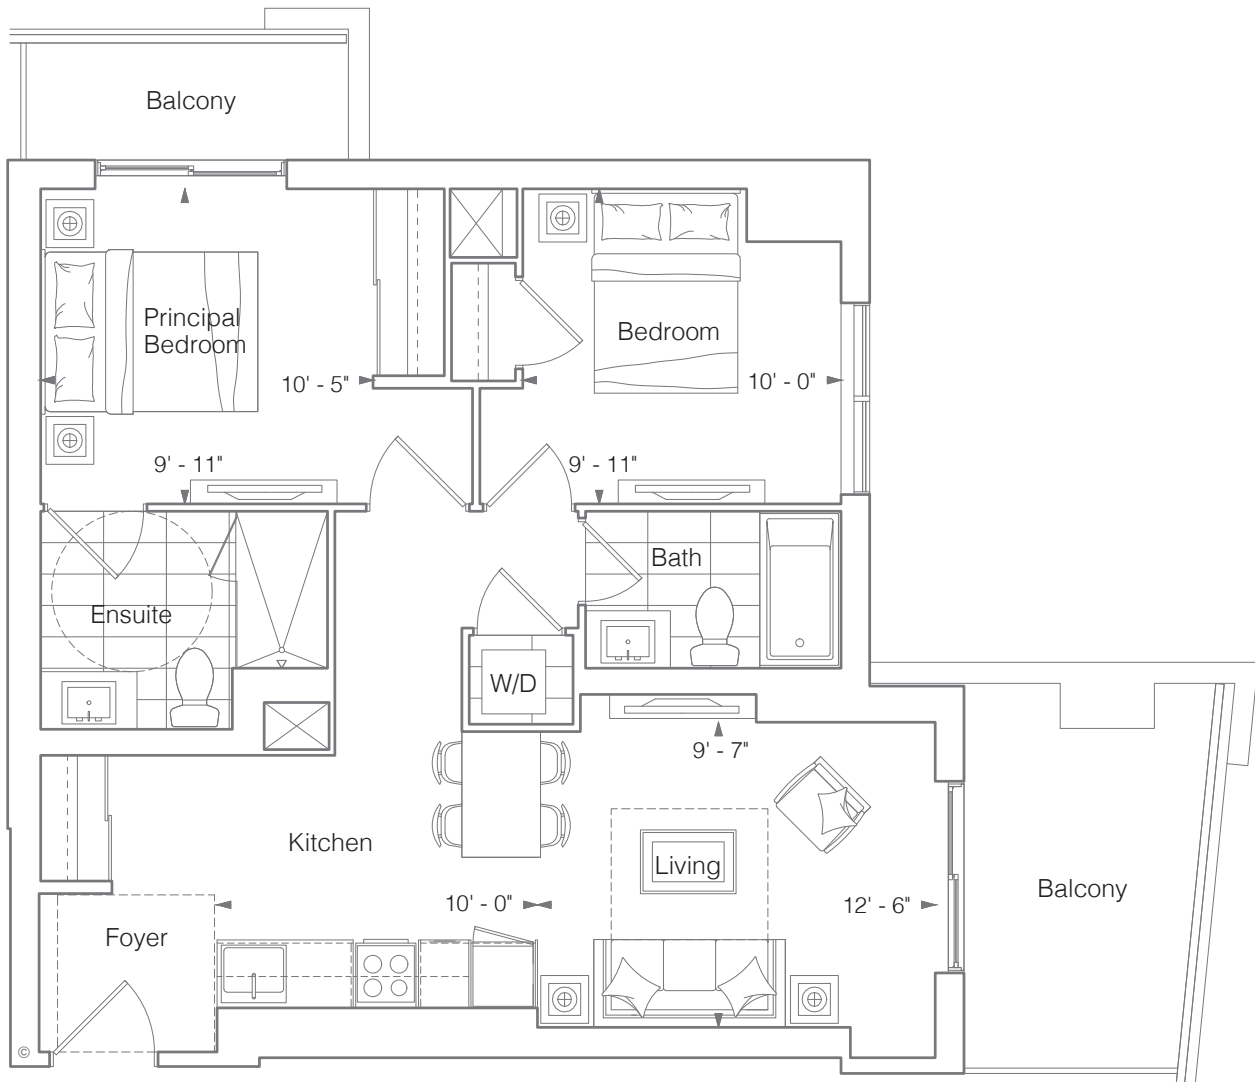 Balcony
Principal
Bedroom
10' - 5"
9' - 11"
Bedroom
10' - 0"
9' - 11"
Bath
Ensuite
W/D
9' - 7"
Kitchen
Living
10' - 0"
12' - 6"
Balcony
Foyer
©